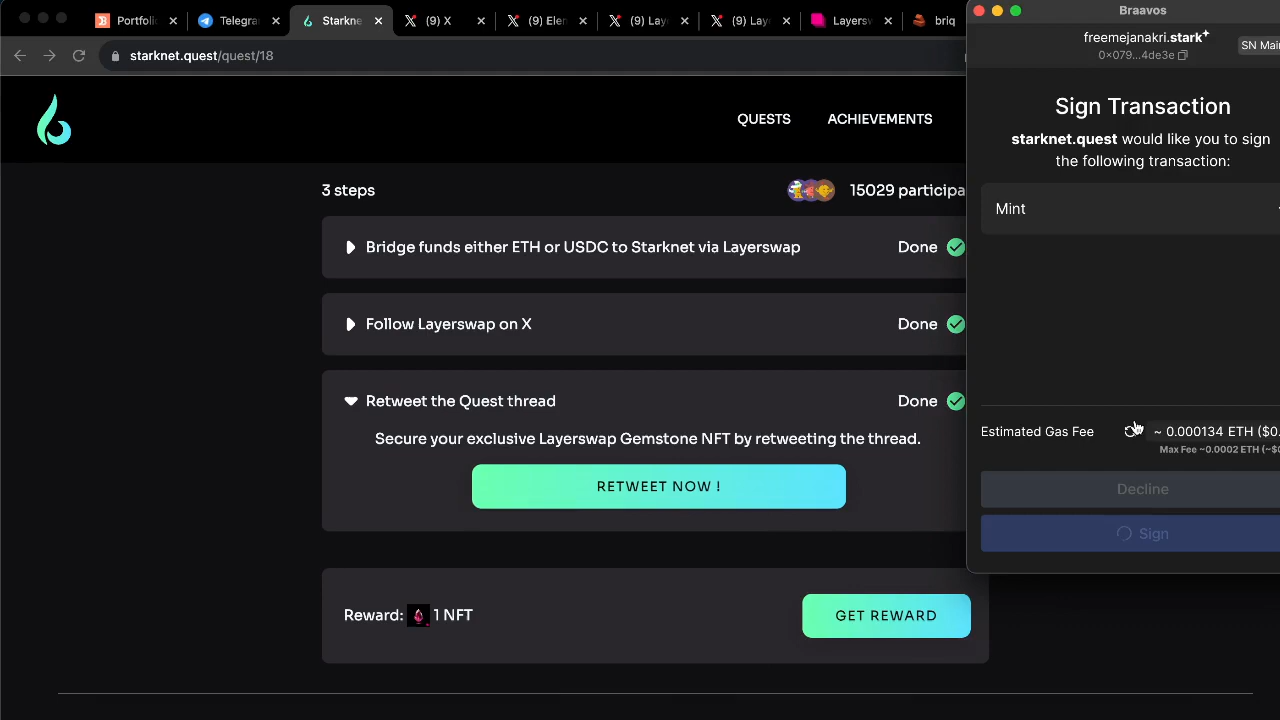 Portfolio
Telegra
Starkne
(9) X
(9) Eler
(9) Lay
(9) Lay
Layersv
briq
starknet.quest/quest/18
QUESTS
ACHIEVEMENTS
3 steps
15029 participa
Bridge funds either ETH or USDC to Starknet via Layerswap
Done
Follow Layerswap on X
Done
Retweet the Quest thread
Done
Secure your exclusive Layerswap Gemstone NFT by retweeting the thread.
RETWEET NOW !
Reward:
1 NFT
GET REWARD
Braavos
freemejanakri.stark
0x079...4de3e
SN Mai
Sign Transaction
starknet.quest would like you to sign
the following transaction:
Mint
Estimated Gas Fee
~ 0.000134 ETH ($0.
Max Fee ~0.0002 ETH (~$0
Decline
Sign